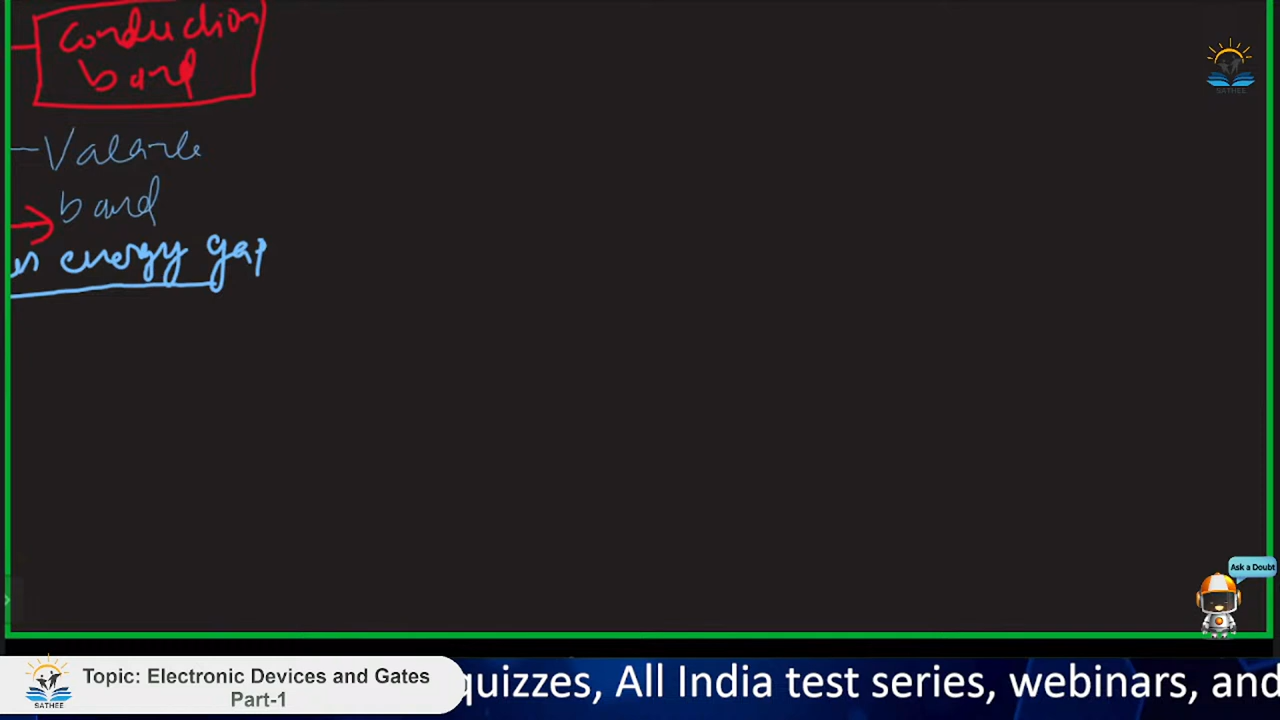 conduction
band
Valance
band
energy gap
SATHEE
Ask a Doubt
SATHEE
Topic: Electronic Devices and Gates
Part-1
quizzes, All India test series, webinars, and